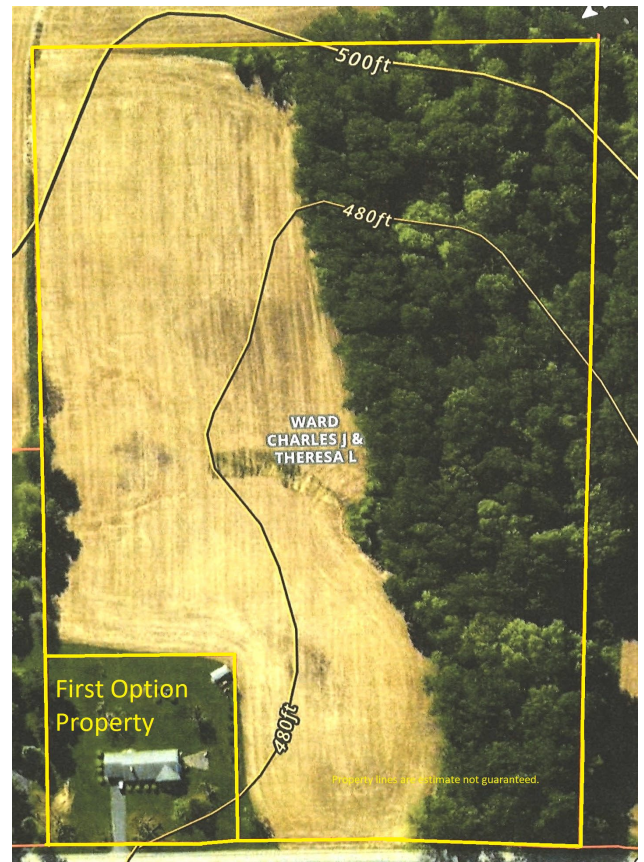 500ft
480ft
WARD
CHARLES J &
THERESA L
First Option
Property
480ft
Property lines are estimate not guaranteed.